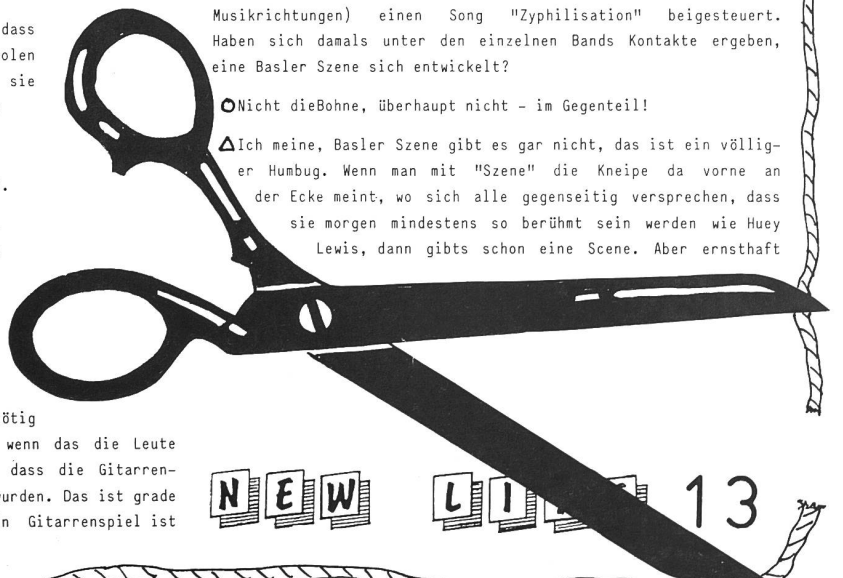 dass
olen
sie
.
ötig
wenn das die Leute
dass die Gitarren-
urden. Das ist grade
n Gitarrenspiel ist
Musikrichtungen) einen Song "Zyphilisation" beigesteuert.
Haben sich damals unter den einzelnen Bands Kontakte ergeben,
eine Basler Szene sich entwickelt?
Nicht dieBohne, überhaupt nicht - im Gegenteil!
Ich meine, Basler Szene gibt es gar nicht, das ist ein völlig-
er Humbug. Wenn man mit "Szene" die Kneipe da vorne an
der Ecke meint, wo sich alle gegenseitig versprechen, dass
sie morgen mindestens so berühmt sein werden wie Huey
Lewis, dann gibts schon eine Scene. Aber ernsthaft
NEW LI 13